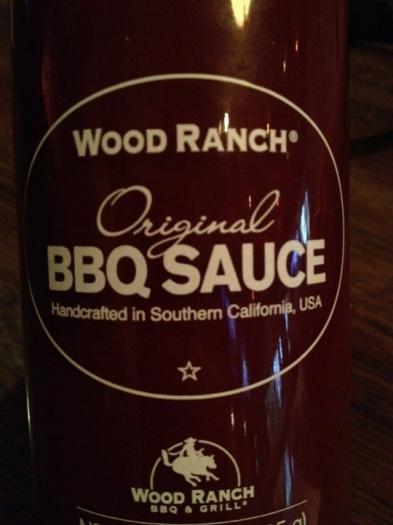 WOOD RANCH®
Original
BBQ SAUCE
Handcrafted in Southern California, USA
WOOD RANCH
BBQ & GRILL®